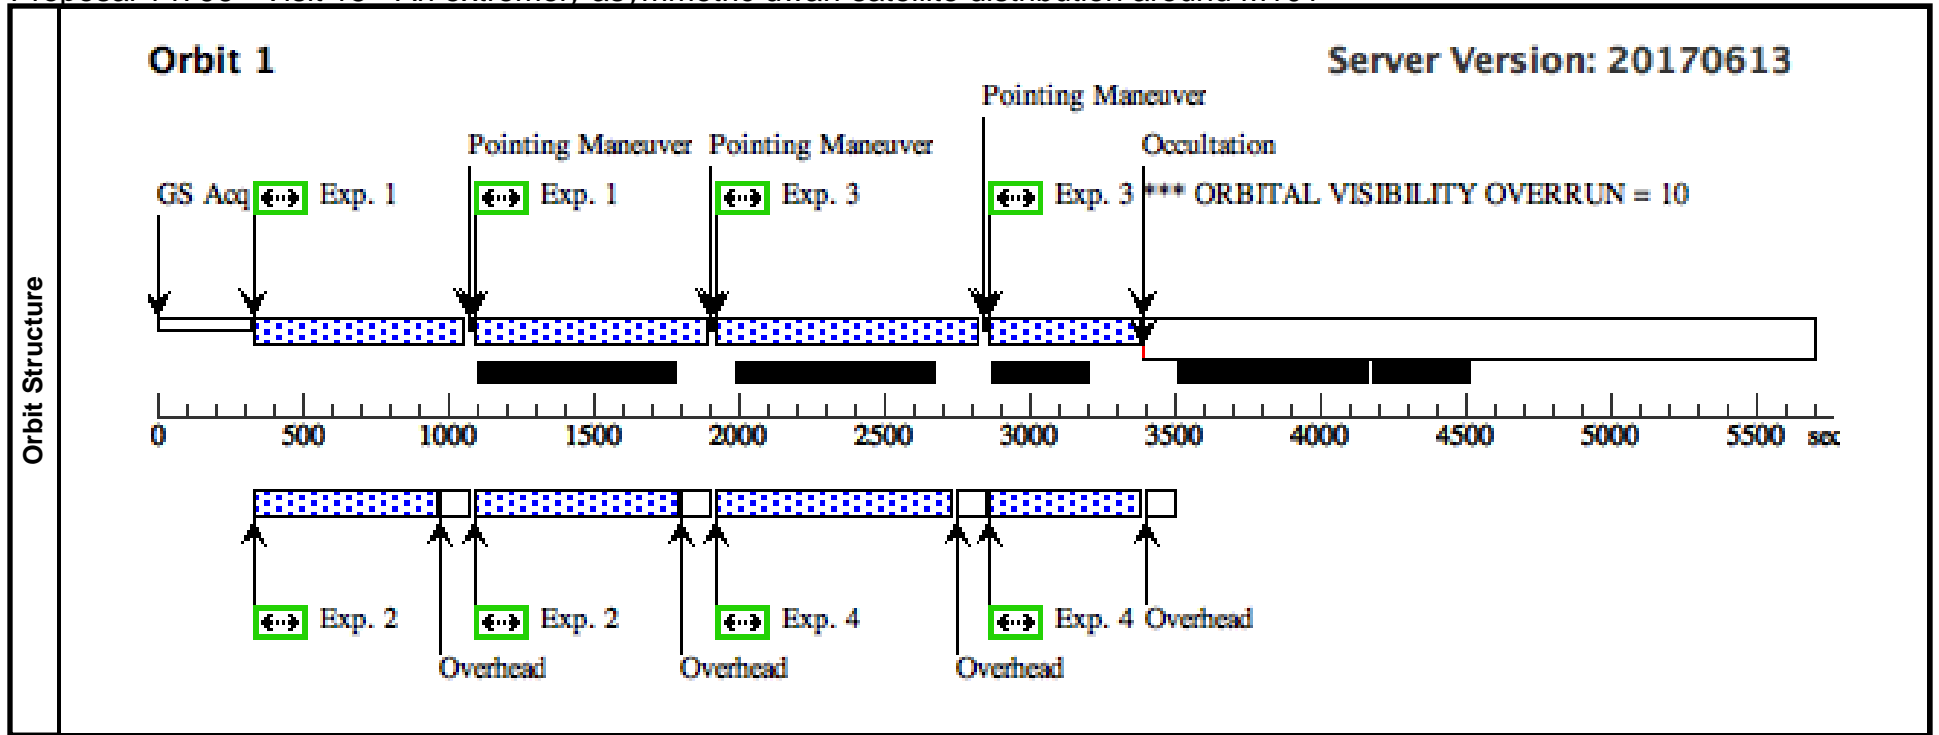 Orbit 1
Server Version: 20170613
Pointing Maneuver
Pointing Maneuver Pointing Maneuver Occultation
GS Acq Exp. 1 Exp. 1 Exp. 3 Exp. 3 *** ORBITAL VISIBILITY OVERRUN = 10
Orbit Structure
0 500 1000 1500 2000 2500 3000 3500 4000 4500 5000 5500 sec
Exp. 2 Exp. 2 Exp. 4 Exp. 4 Overhead
Overhead Overhead Overhead